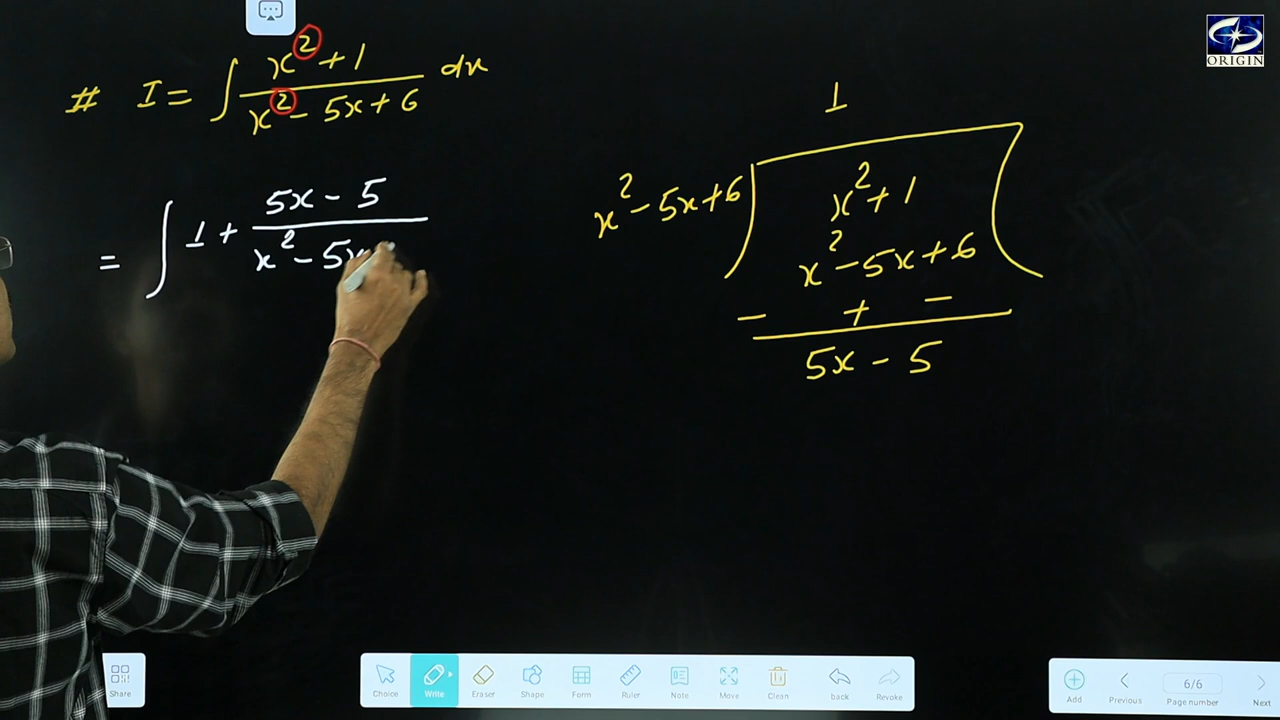 # I = ∫ x² + 1 / x² - 5x + 6 dx
= ∫ 1 + 5x - 5 / x² - 5x
1
x² - 5x + 6 ) x² + 1
x² - 5x + 6
- + -
5x - 5
ORIGIN
Share
Choice Write Eraser Shape Form Ruler Note Move Clean back Revoke
Add Previous 6/6 Page number Next